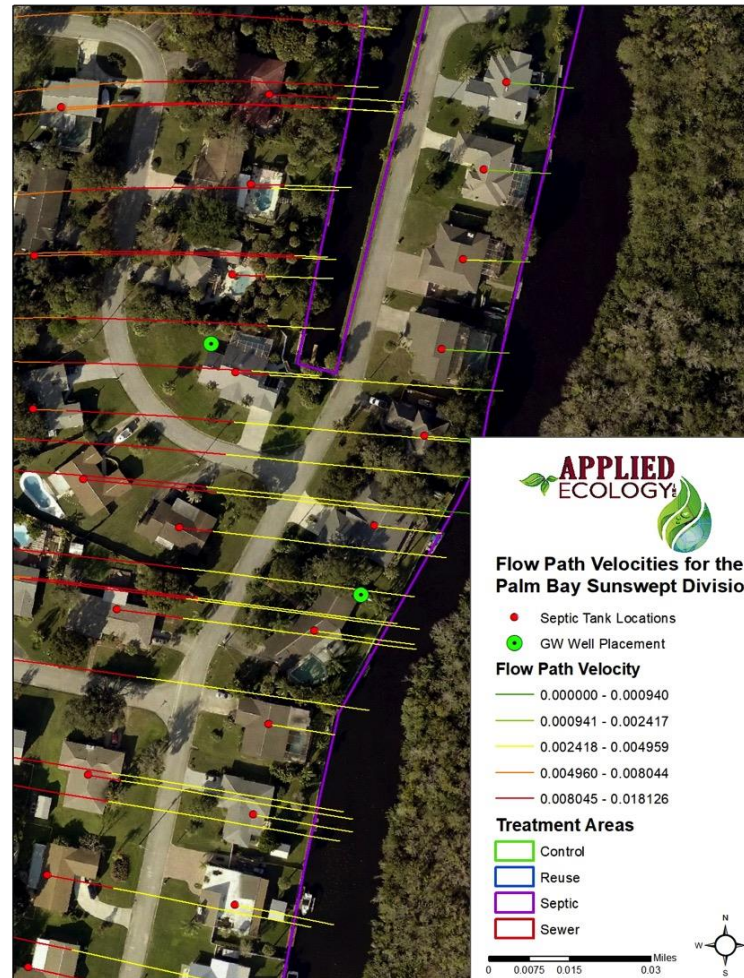 APPLIED
ECOLOGY
Flow Path Velocities for the
Palm Bay Sunswept Divisio
Septic Tank Locations
GW Well Placement
Flow Path Velocity
0.000000 - 0.000940
0.000941 - 0.002417
0.002418 - 0.004959
0.004960 - 0.008044
0.008045 - 0.018126
Treatment Areas
Control
Reuse
Septic
Sewer
Miles
0 0.0075 0.015 0.03
N
W E
S